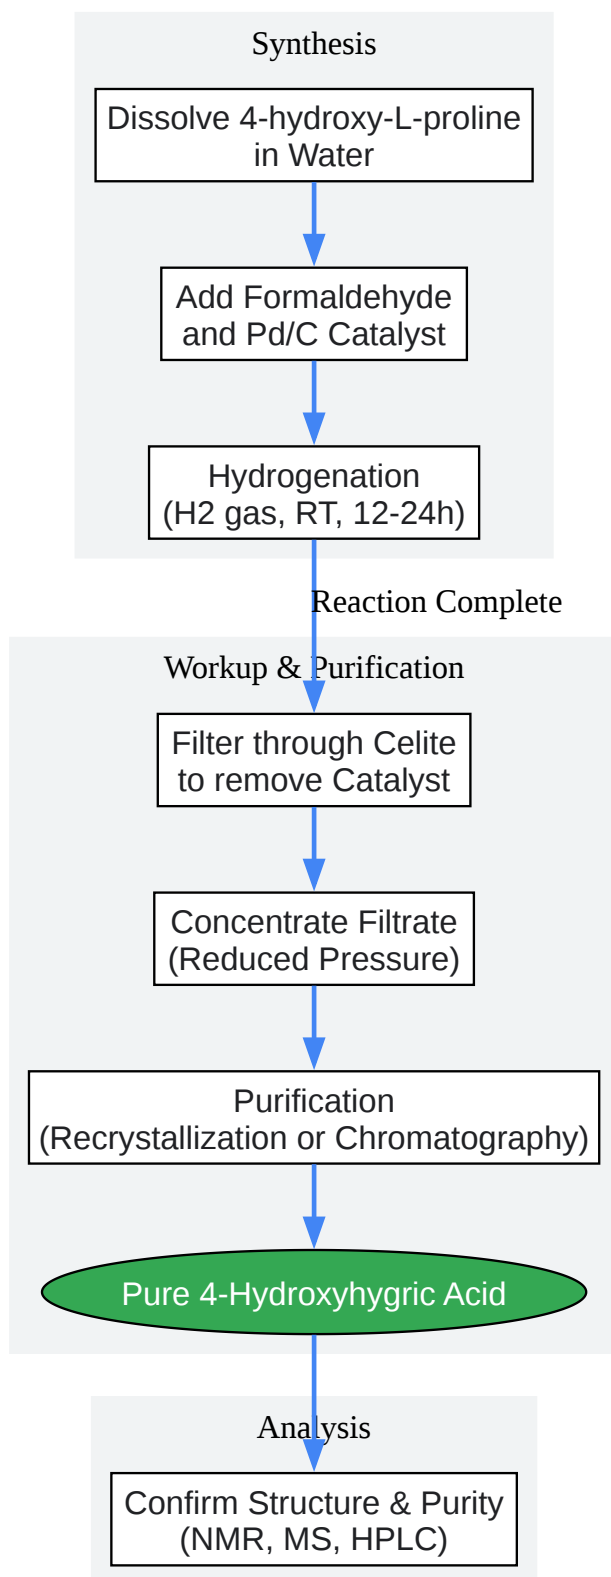 Synthesis
Dissolve 4-hydroxy-L-proline
in Water
Add Formaldehyde
and Pd/C Catalyst
Hydrogenation
(H2 gas, RT, 12-24h)
Reaction Complete
Workup & Purification
Filter through Celite
to remove Catalyst
Concentrate Filtrate
(Reduced Pressure)
Purification
(Recrystallization or Chromatography)
Pure 4-Hydroxyhygric Acid
Analysis
Confirm Structure & Purity
(NMR, MS, HPLC)